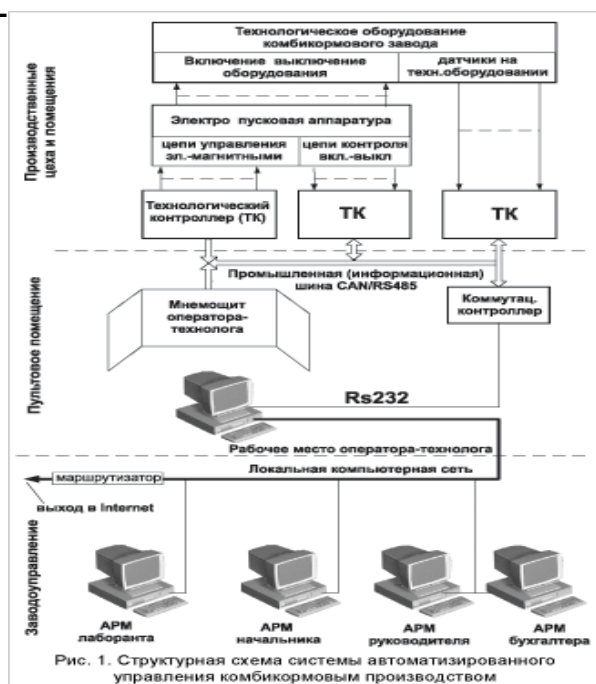 Технологическое оборудование
комбикормового завода
Включение выключение
оборудования
датчики на
техн.оборудовании
Производственные
цеха и помещения
Электро пусковая аппаратура
цепи управления
эл.-магнитными
цепи контроля
вкл.-выкл
Технологический
контроллер (ТК)
ТК
ТК
Промышленная (информационная)
шина CAN/RS485
Пультовое помещение
Мнемощит
оператора-
технолога
Коммутац.
контроллер
Rs232
Рабочее место оператора-технолога
Локальная компьютерная сеть
маршрутизатор
выход в Internet
Заводоуправление
АРМ
лаборанта
АРМ
начальника
АРМ
руководителя
АРМ
бухгалтера
Рис. 1. Структурная схема системы автоматизированного
управления комбикормовым производством